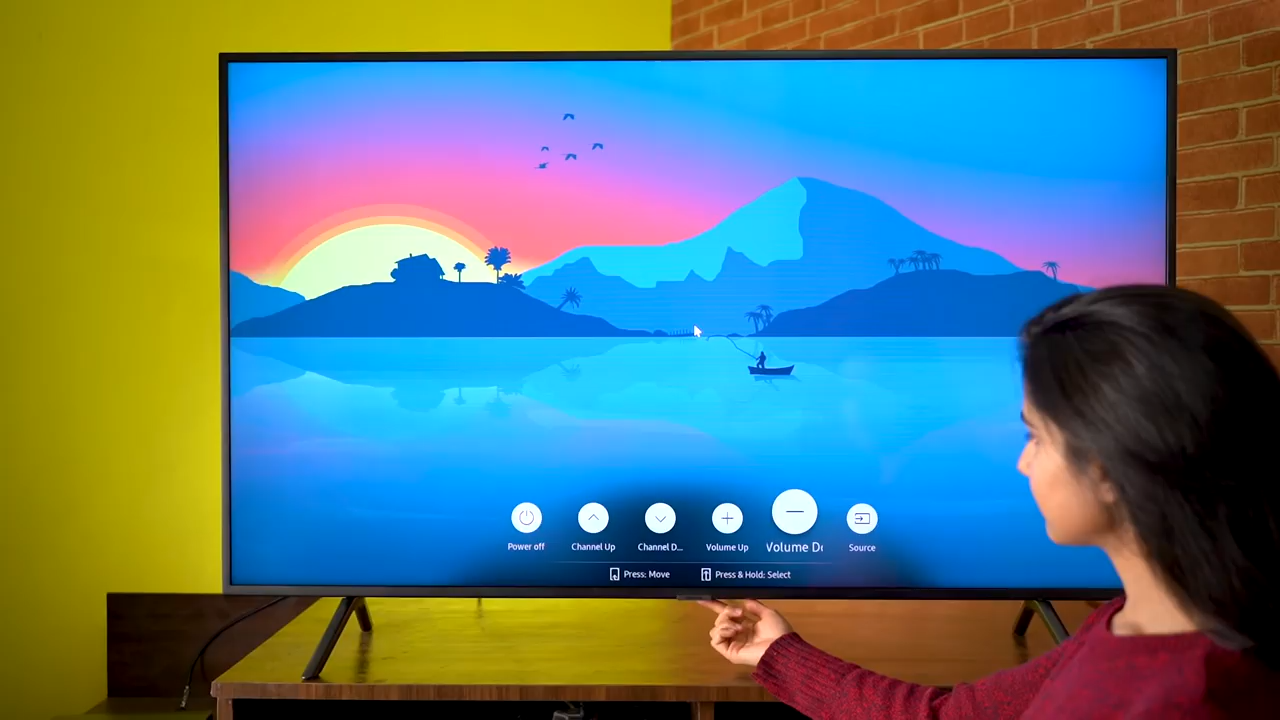 Power off
Channel Up
Channel D...
Volume Up
Volume D
Source
Press: Move
Press & Hold: Select